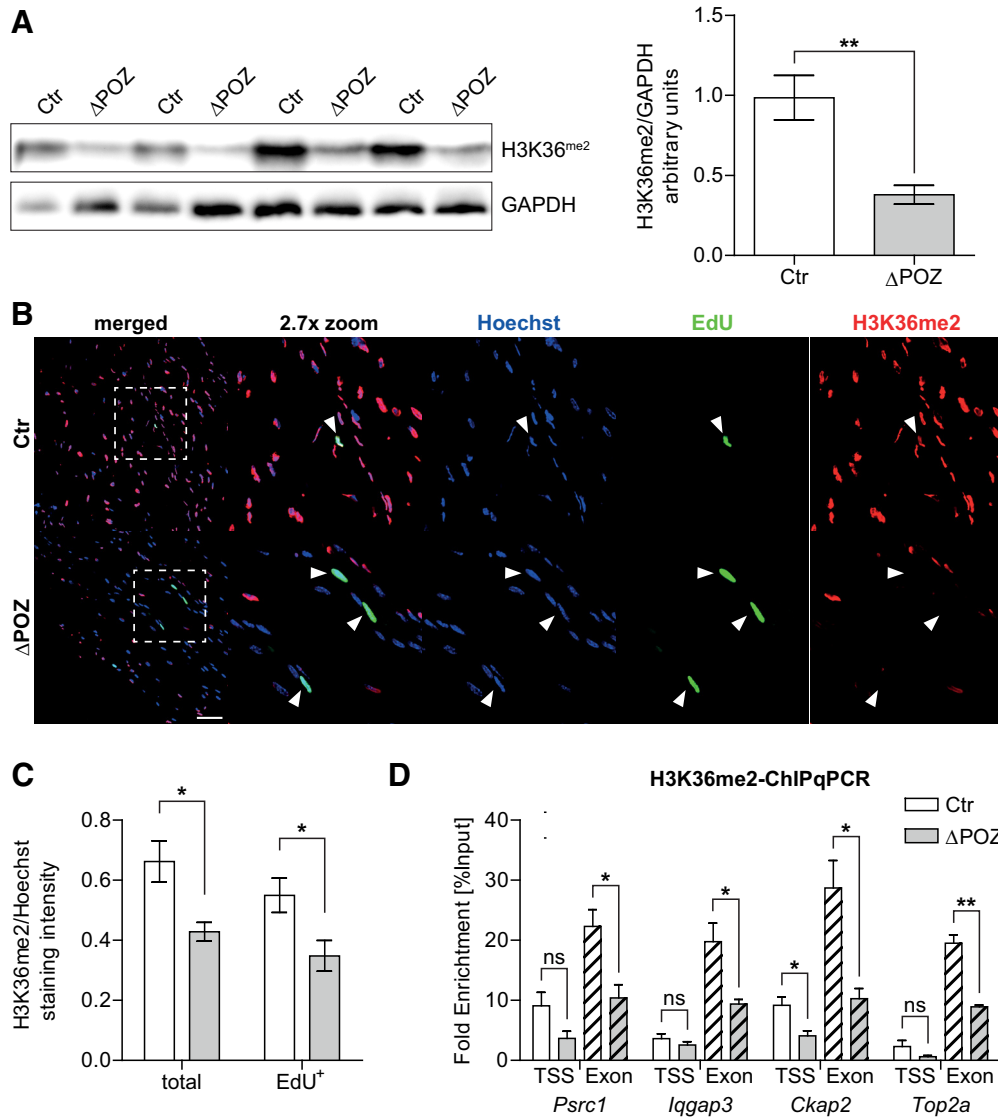 A
Ctr ΔPOZ Ctr ΔPOZ Ctr ΔPOZ Ctr ΔPOZ
H3K36me2
GAPDH
H3K36me2/GAPDH
arbitrary units
1.5
1.0
0.5
0.0
**
Ctr ΔPOZ
B
merged 2.7x zoom Hoechst EdU H3K36me2
Ctr
ΔPOZ
C
H3K36me2/Hoechst
staining intensity
0.8
0.6
0.4
0.2
0.0
* *
total EdU+
D
H3K36me2-ChIPqPCR
Ctr
ΔPOZ
Fold Enrichtment [%Input]
40
30
20
10
0
ns * ns * * * ns **
TSS Exon TSS Exon TSS Exon TSS Exon
Psrc1 Iqgap3 Ckap2 Top2a